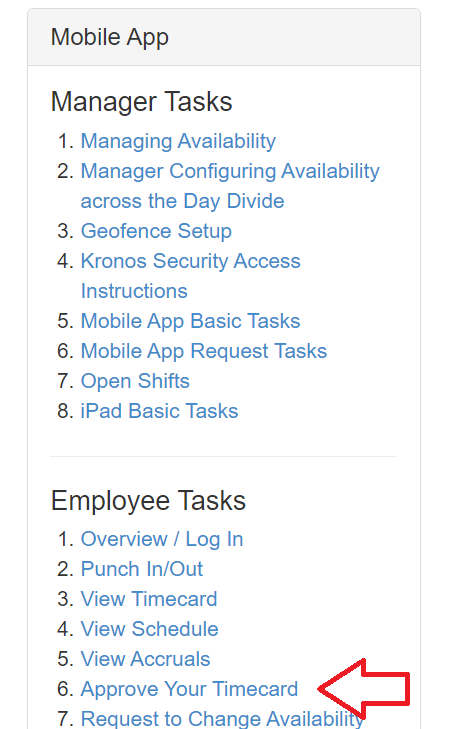 Mobile App
Manager Tasks
1. Managing Availability
2. Manager Configuring Availability
across the Day Divide
3. Geofence Setup
4. Kronos Security Access
Instructions
5. Mobile App Basic Tasks
6. Mobile App Request Tasks
7. Open Shifts
8. iPad Basic Tasks
Employee Tasks
1. Overview / Log In
2. Punch In/Out
3. View Timecard
4. View Schedule
5. View Accruals
6. Approve Your Timecard
7. Request to Change Availability